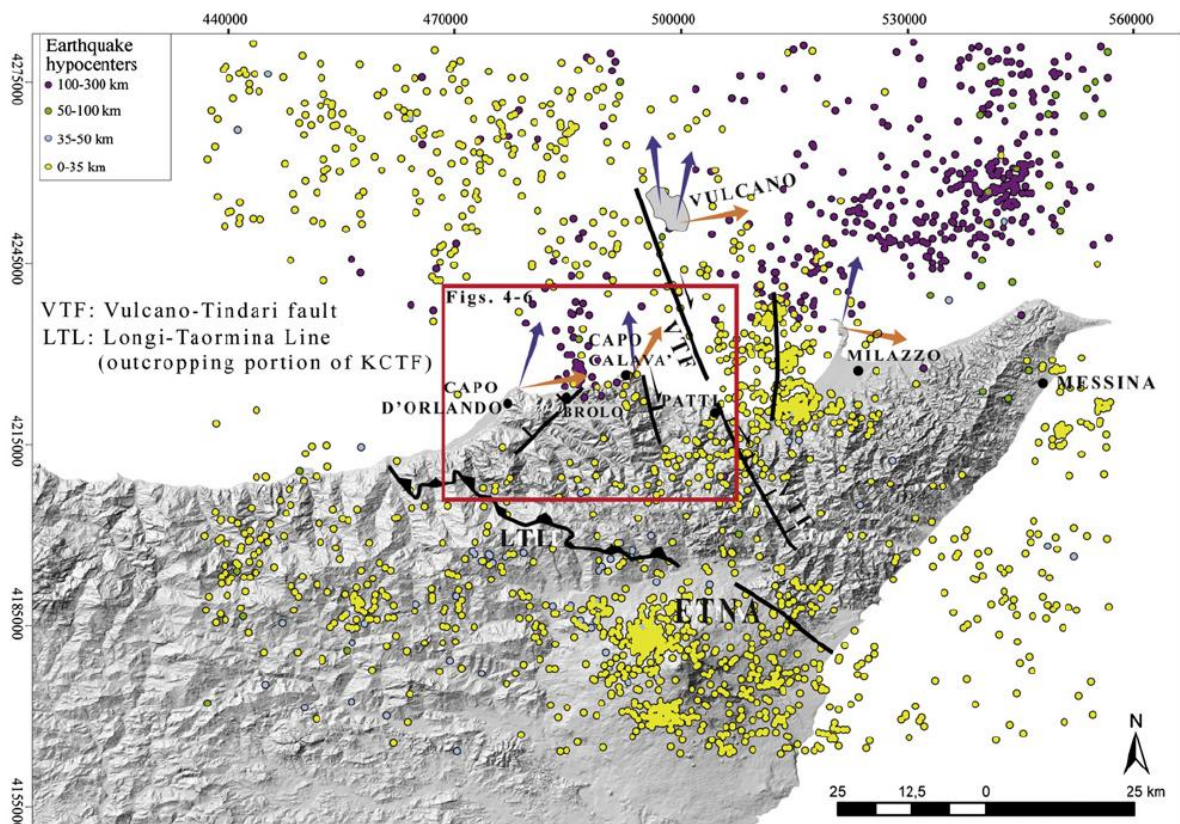 440000
470000
500000
530000
560000
Earthquake
hypocenters
100-300 km
50-100 km
35-50 km
0-35 km
4275000
4245000
4215000
4185000
4155000
VULCANO
Figs. 4-6
VTF: Vulcano-Tindari fault
LTL: Longi-Taormina Line
(outcropping portion of KCTF)
VTF
CAPO
CALAVA'
MILAZZO
CAPO
D'ORLANDO
BROLO
PATTI
MESSINA
VTF
LTL
ETNA
N
25
12,5
0
25 km